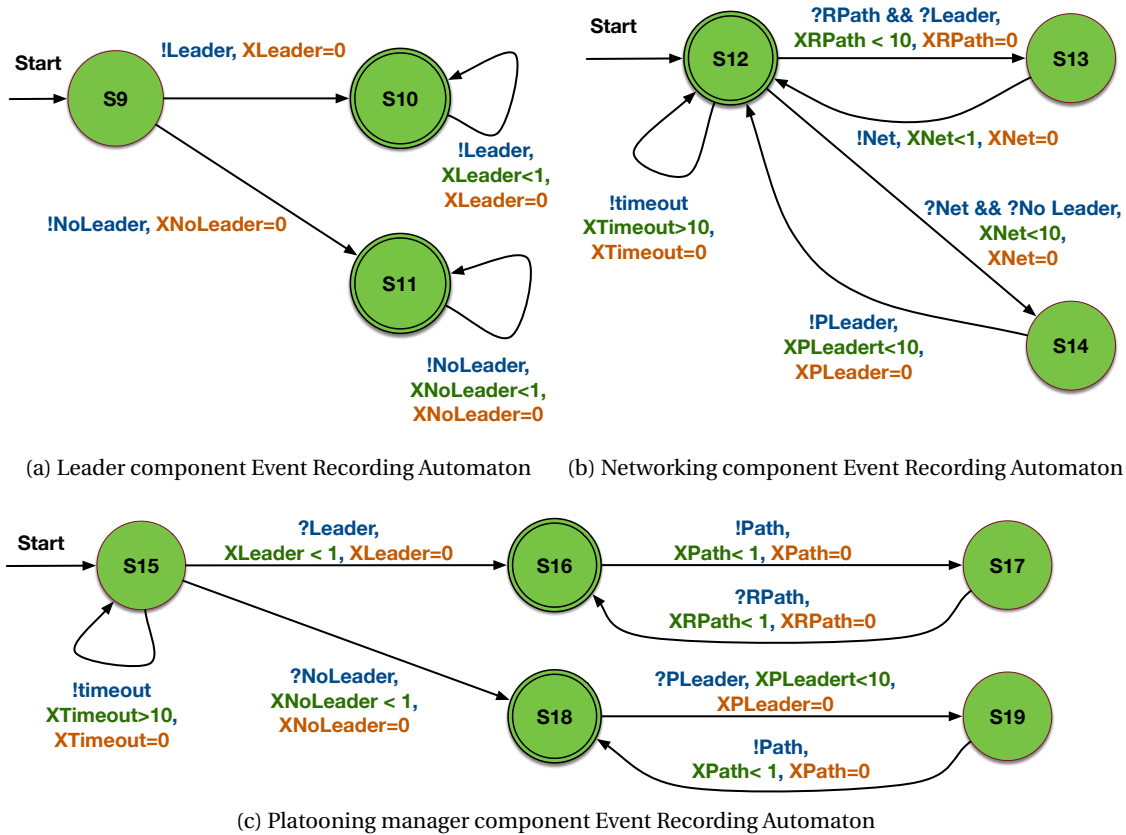 Start
S9
!Leader, XLeader=0
S10
!Leader,
XLeader<1,
XLeader=0
!NoLeader, XNoLeader=0
S11
!NoLeader,
XNoLeader<1,
XNoLeader=0
(a) Leader component Event Recording Automaton
Start
S12
?RPath && ?Leader,
XRPath < 10, XRPath=0
S13
!Net, XNet<1, XNet=0
!timeout
XTimeout>10,
XTimeout=0
?Net && ?No Leader,
XNet<10,
XNet=0
!PLeader,
XPLeadert<10,
XPLeader=0
S14
(b) Networking component Event Recording Automaton
Start
S15
?Leader,
XLeader < 1, XLeader=0
S16
!Path,
XPath< 1, XPath=0
S17
?RPath,
XRPath< 1, XRPath=0
!timeout
XTimeout>10,
XTimeout=0
?NoLeader,
XNoLeader < 1,
XNoLeader=0
S18
?PLeader, XPLeadert<10,
XPLeader=0
S19
!Path,
XPath< 1, XPath=0
(c) Platooning manager component Event Recording Automaton